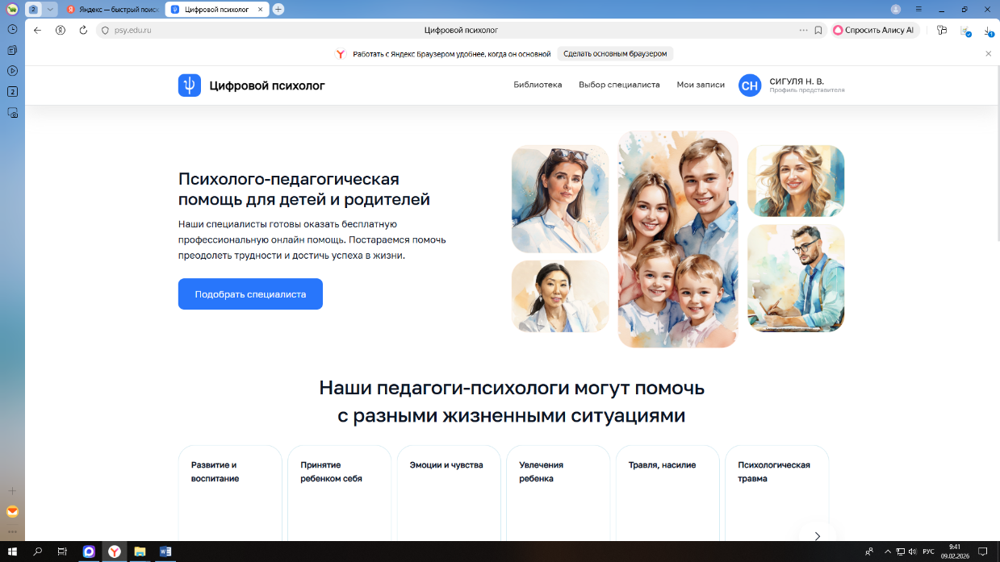 2
Яндекс — быстрый поиск
Цифровой психолог
psy.edu.ru
Цифровой психолог
Спросить Алису AI
1
Работать с Яндекс Браузером удобнее, когда он основной
Сделать основным браузером
2
Цифровой психолог
Библиотека
Выбор специалиста
Мои записи
СН
СИГУЛЯ Н. В.
Профиль представителя
Психолого-педагогическая
помощь для детей и родителей
Наши специалисты готовы оказать бесплатную
профессиональную онлайн помощь. Постараемся помочь
преодолеть трудности и достичь успеха в жизни.
Подобрать специалиста
Наши педагоги-психологи могут помочь
с разными жизненными ситуациями
Развитие и
воспитание
Принятие
ребенком себя
Эмоции и чувства
Увлечения
ребенка
Травля, насилие
Психологическая
травма
РУС
9:41
09.02.2026